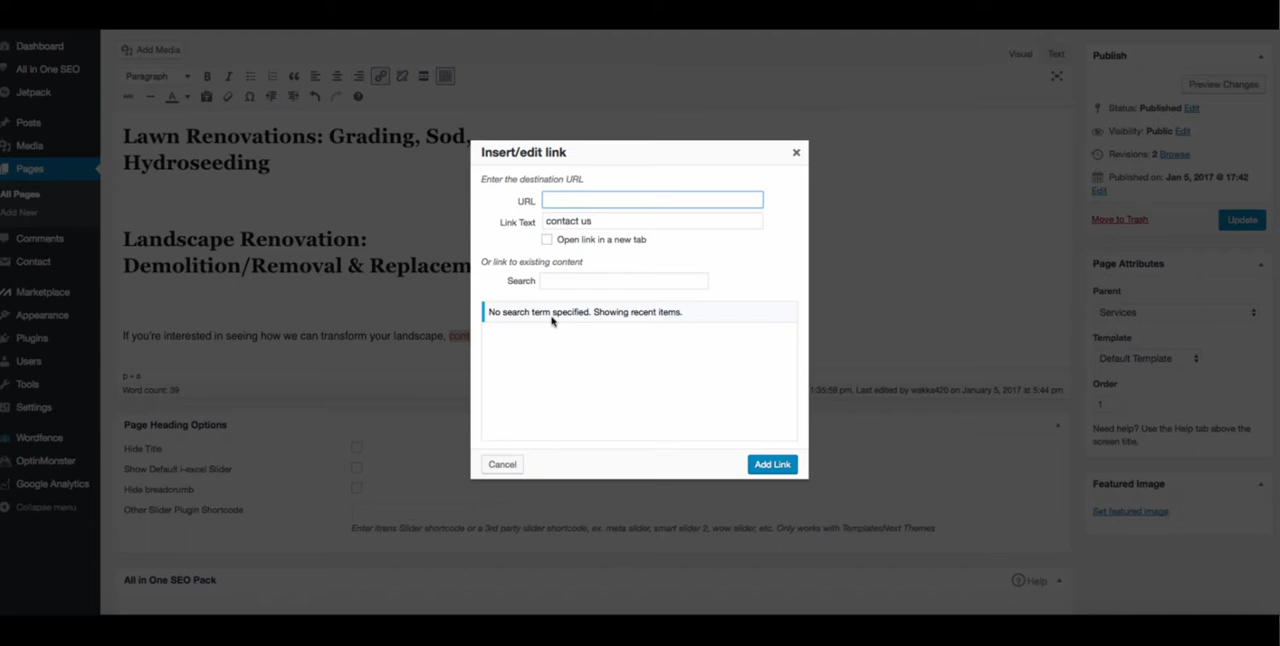 Dashboard
All in One SEO
Jetpack
Posts
Media
Pages
All Pages
Add New
Comments
Contact
Marketplace
Appearance
Plugins
Users
Tools
Settings
Wordfence
OptinMonster
Google Analytics
Collapse menu
Add Media
Visual Text
Paragraph
Lawn Renovations: Grading, Sod,
Hydroseeding
Landscape Renovation:
Demolition/Removal & Replacem
If you're interested in seeing how we can transform your landscape, cont
p » a
Word count: 39
1:35:59 pm. Last edited by wakka420 on January 5, 2017 at 5:44 pm
Page Heading Options
Hide Title
Show Default i-excel Slider
Hide breadcrumb
Other Slider Plugin Shortcode
Enter itrans Slider shortcode or a 3rd party slider shortcode, ex. meta slider, smart slider 2, wow slider, etc. Only works with TemplatesNext Themes
All in One SEO Pack
Help
Insert/edit link
Enter the destination URL
URL
Link Text contact us
Open link in a new tab
Or link to existing content
Search
No search term specified. Showing recent items.
Cancel
Add Link
Publish
Preview Changes
Status: Published Edit
Visibility: Public Edit
Revisions: 2 Browse
Published on: Jan 5, 2017 @ 17:42
Edit
Move to Trash
Update
Page Attributes
Parent
Services
Template
Default Template
Order
1
Need help? Use the Help tab above the
screen title.
Featured Image
Set featured image